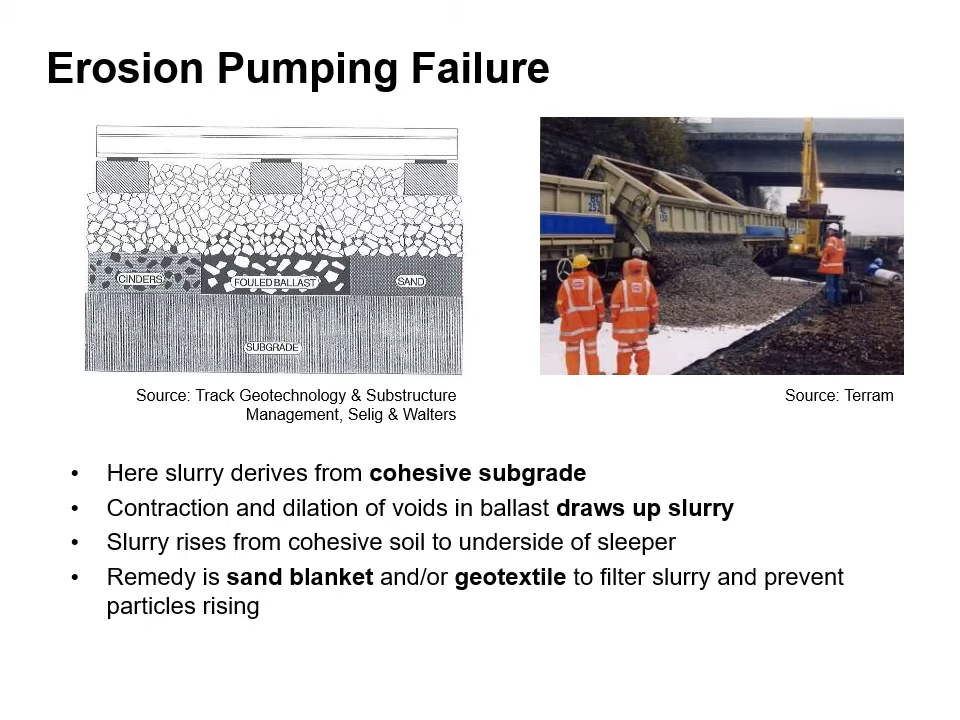 Erosion Pumping Failure
CINDERS
FOULED BALLAST
SAND
SUBGRADE
Source: Track Geotechnology & Substructure
Management, Selig & Walters
Source: Terram
• Here slurry derives from cohesive subgrade
• Contraction and dilation of voids in ballast draws up slurry
• Slurry rises from cohesive soil to underside of sleeper
• Remedy is sand blanket and/or geotextile to filter slurry and prevent
particles rising